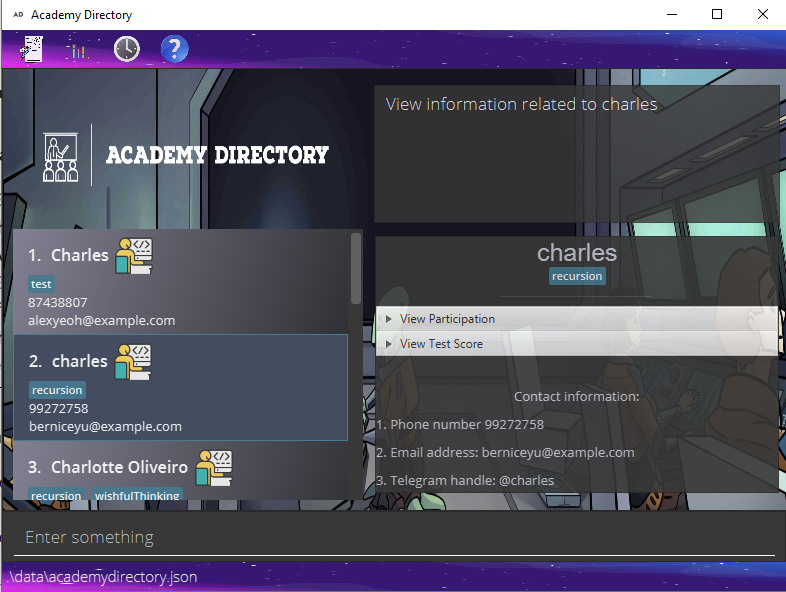 AD Academy Directory
?
ACADEMY DIRECTORY
View information related to charles
1. Charles
test
87438807
alexyeoh@example.com
2. charles
recursion
99272758
berniceyu@example.com
3. Charlotte Oliveiro
recursion wishfulThinking
charles
recursion
View Participation
View Test Score
Contact information:
1. Phone number 99272758
2. Email address: berniceyu@example.com
3. Telegram handle: @charles
Enter something
.\data\academydirectory.json